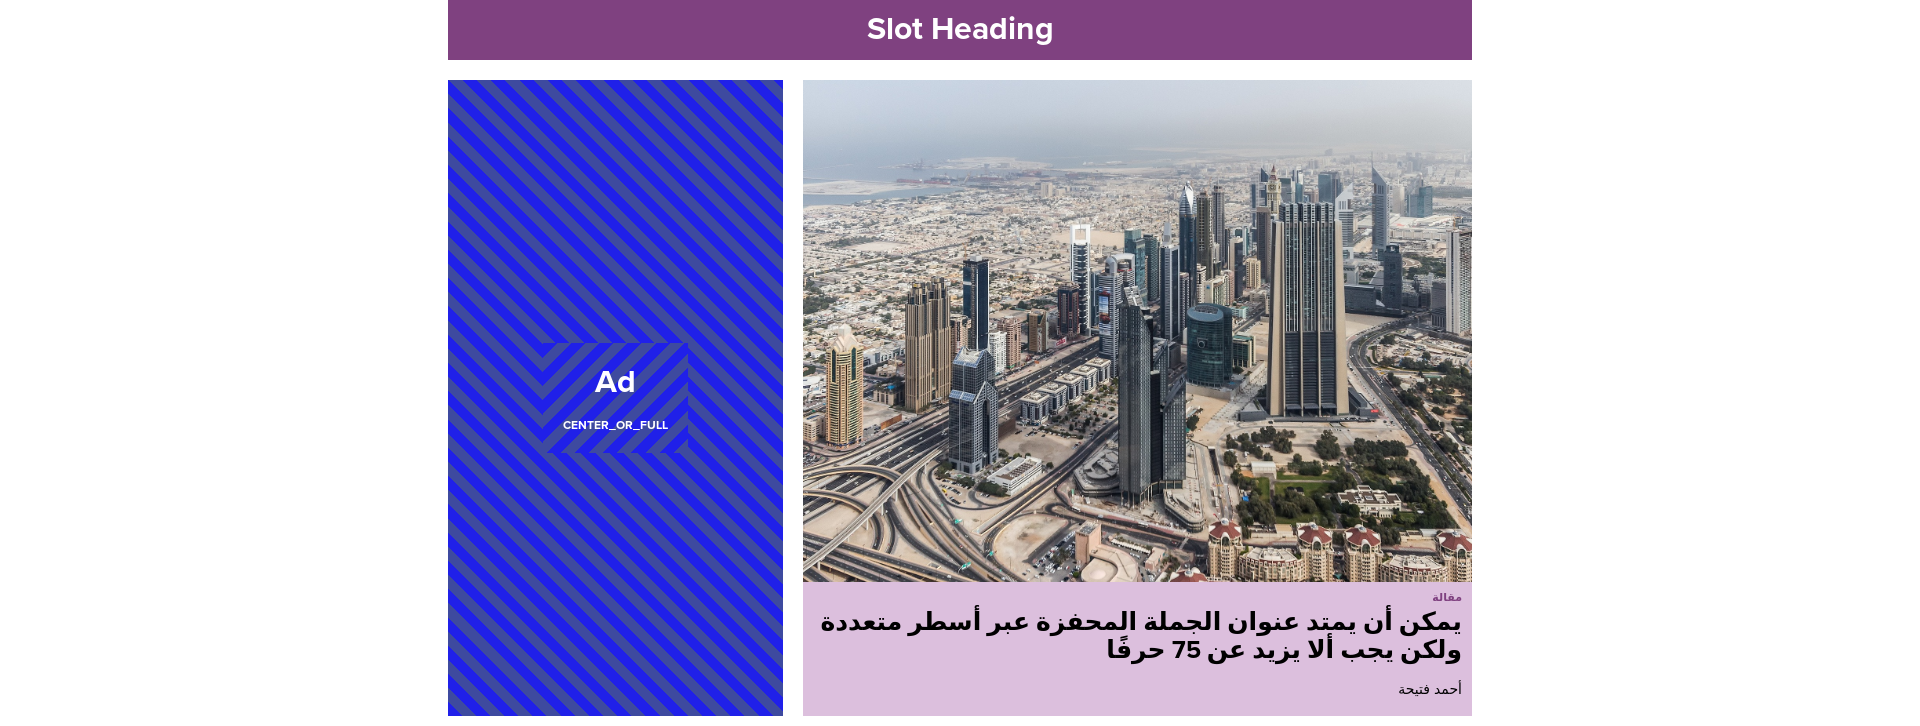 Slot Heading
Ad
CENTER_OR_FULL
مقالة
يمكن أن يمتد عنوان الجملة المحفزة عبر أسطر متعددة
ولكن يجب ألا يزيد عن 75 حرفًا
أحمد فتيحة